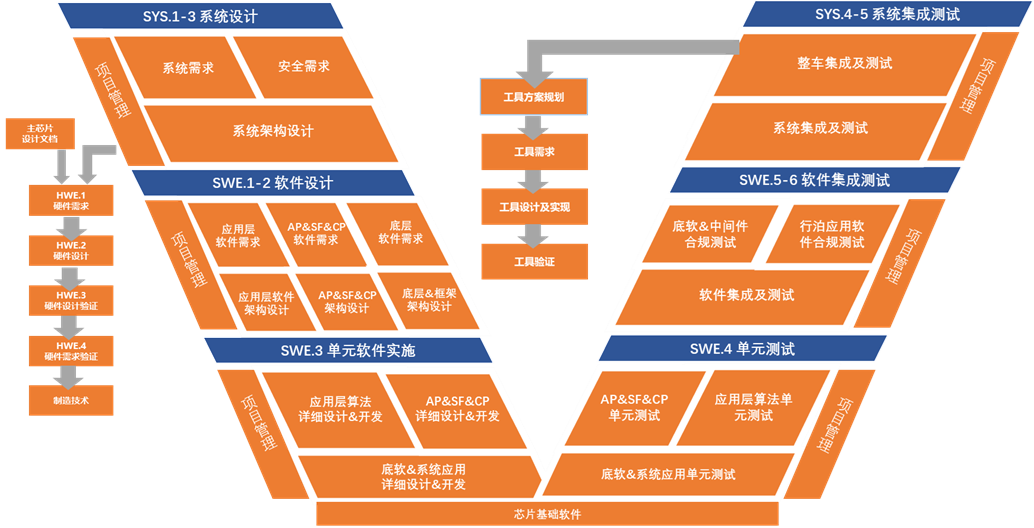 SYS.1-3 系统设计
项目管理
系统需求
安全需求
系统架构设计
主芯片
设计文档
HWE.1
硬件需求
HWE.2
硬件设计
HWE.3
硬件设计验证
HWE.4
硬件需求验证
制造技术
SWE.1-2 软件设计
项目管理
应用层
软件需求
AP&SF&CP
软件需求
底层
软件需求
应用层软件
架构设计
AP&SF&CP
架构设计
底层&框架
架构设计
SWE.3 单元软件实施
项目管理
应用层算法
详细设计&开发
AP&SF&CP
详细设计&开发
底软&系统应用
详细设计&开发
工具方案规划
工具需求
工具设计及实现
工具验证
SYS.4-5 系统集成测试
整车集成及测试
系统集成及测试
项目管理
SWE.5-6 软件集成测试
底软&中间件
合规测试
行泊应用软
件合规测试
软件集成及测试
项目管理
SWE.4 单元测试
AP&SF&CP
单元测试
应用层算法单
元测试
底软&系统应用单元测试
项目管理
芯片基础软件